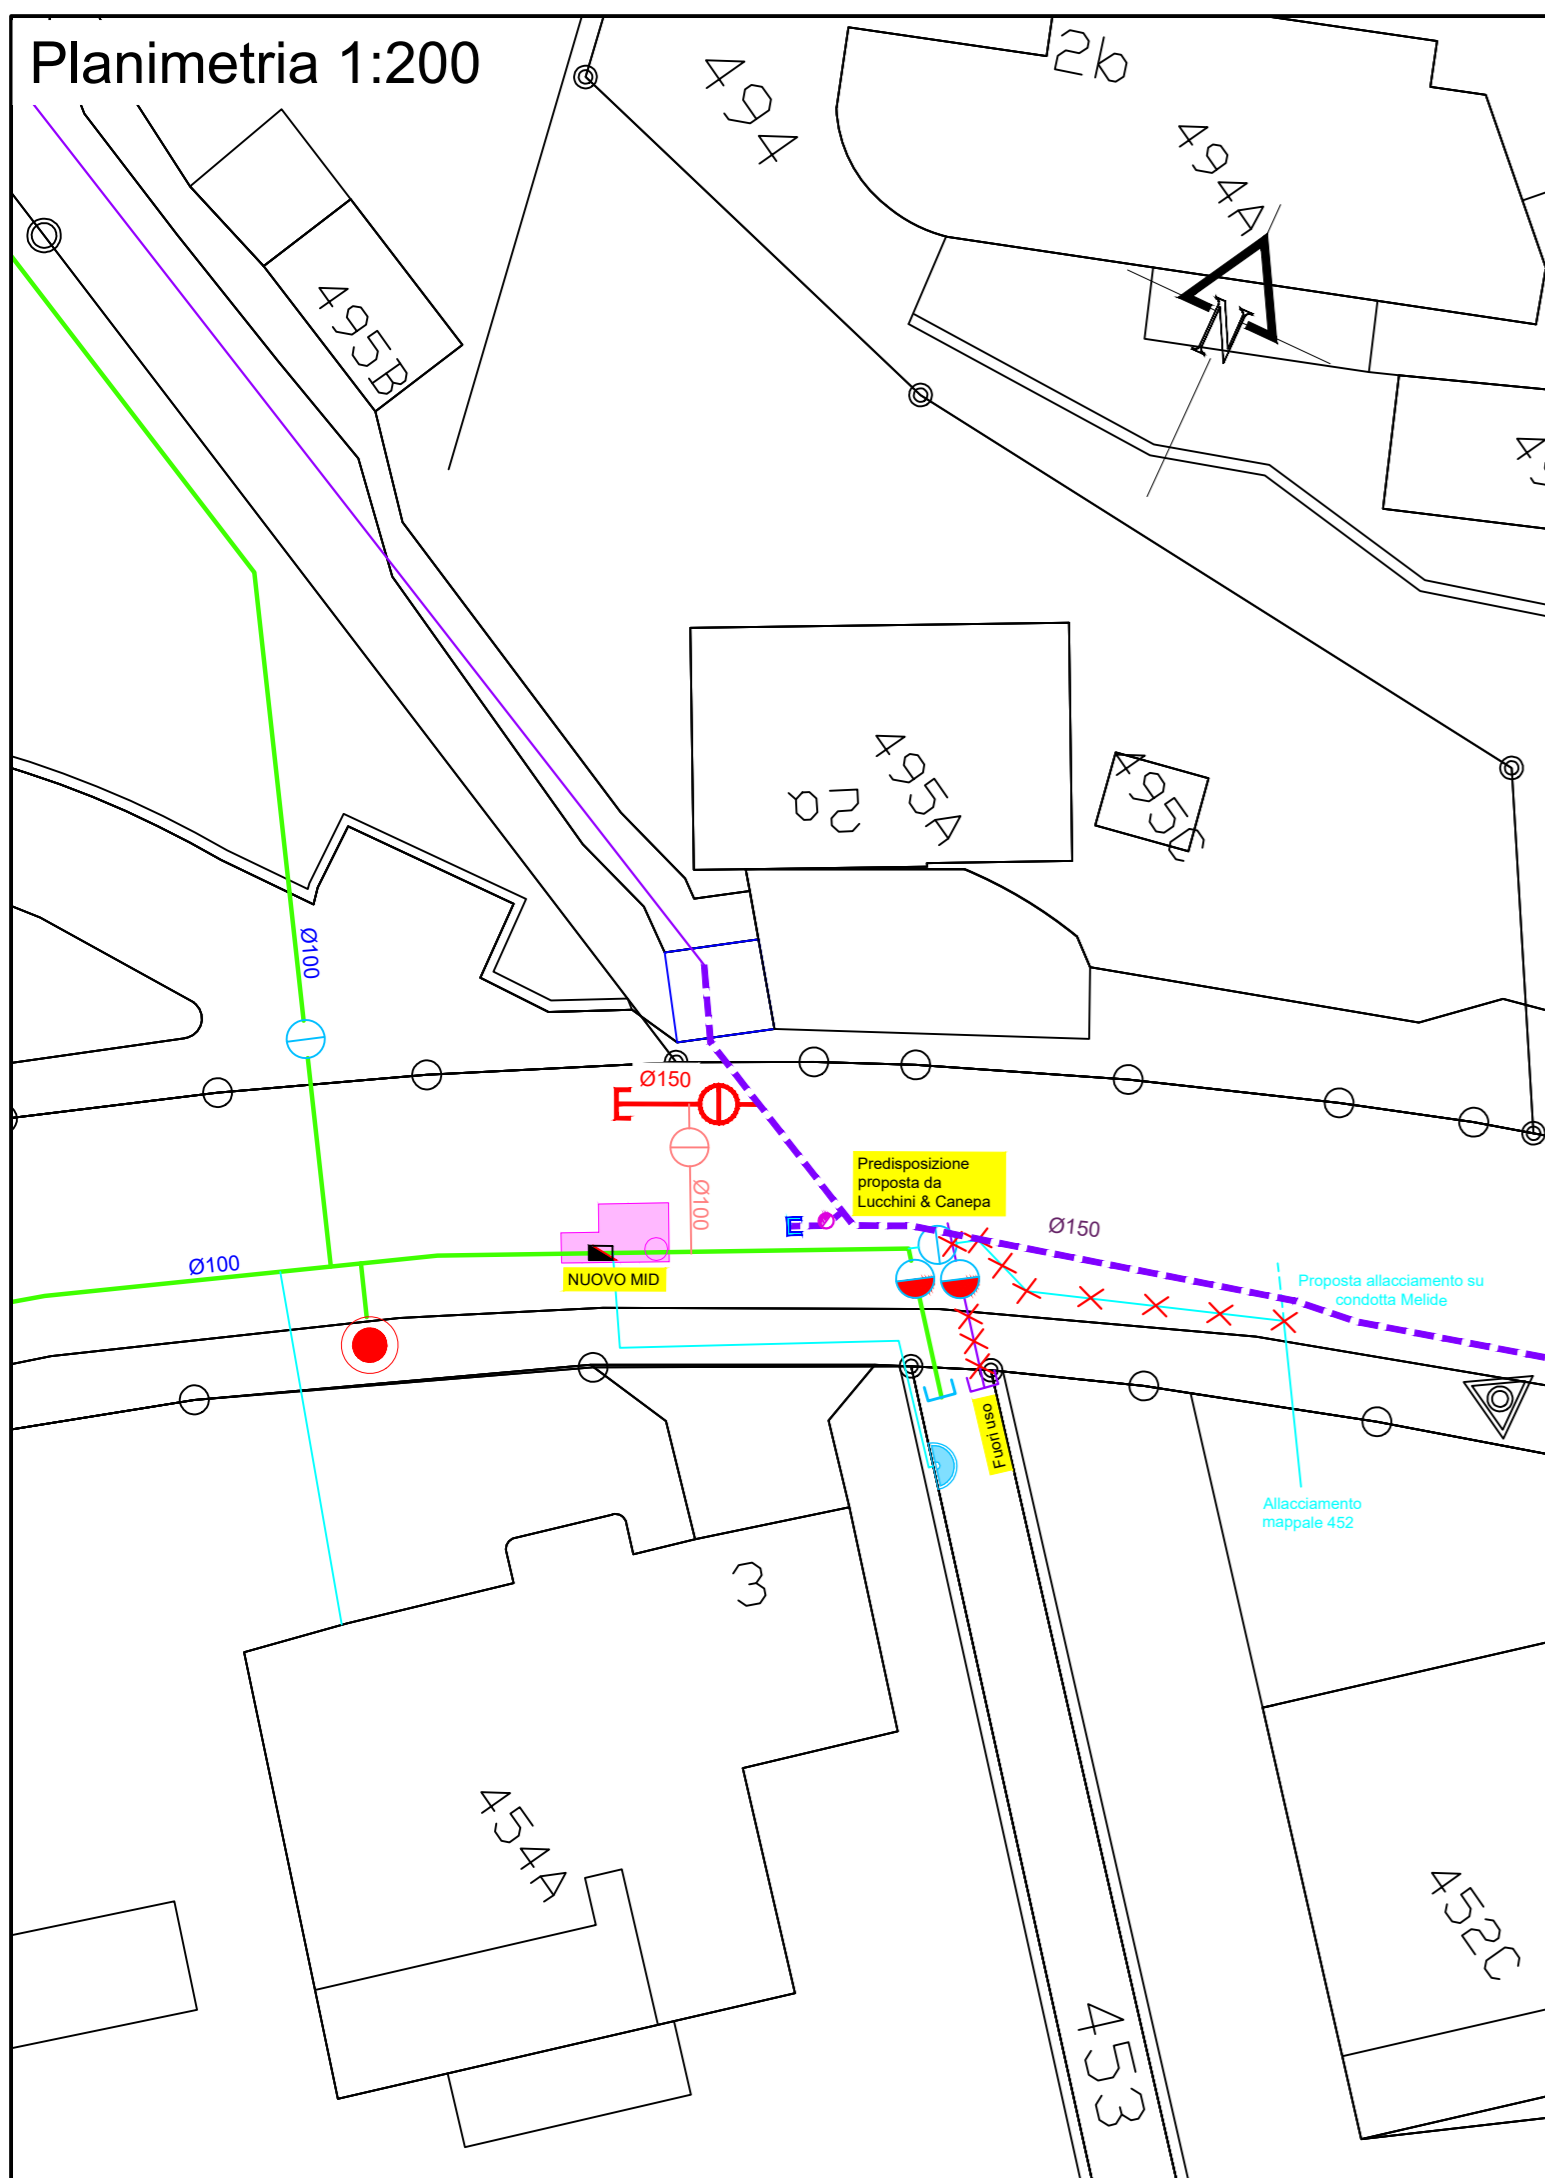 Planimetria 1:200
2b
494
494A
N
495B
495A
2a
495C
Ø100
Ø150
Ø100
Predisposizione
proposta da
Lucchini & Canepa
Ø150
Ø100
NUOVO MID
Proposta allacciamento su
condotta Melide
Fuori uso
Allacciamento
mappale 452
3
454A
452C
453